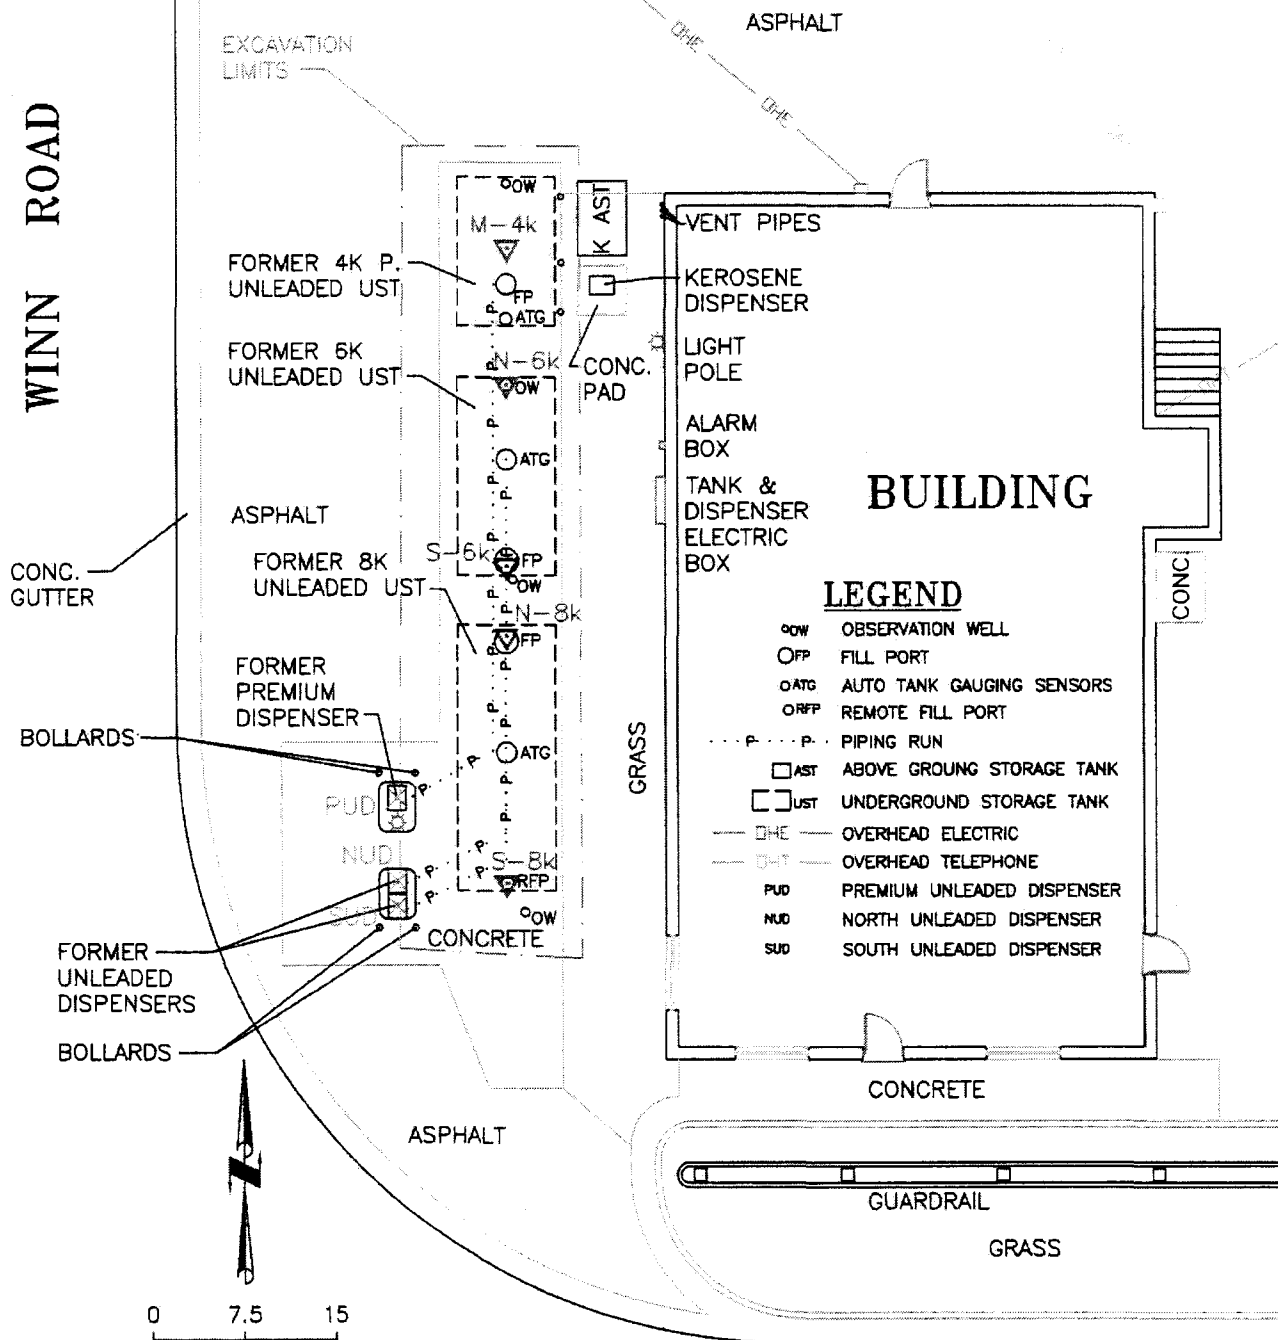 ASPHALT
EXCAVATION
LIMITS
OHE
OHE
WINN ROAD
OW
K AST
M-4k
VENT PIPES
FORMER 4K P.
UNLEADED UST
FP
ATG
KEROSENE
DISPENSER
FORMER 6K
UNLEADED UST
N-6k
OW
CONC.
PAD
LIGHT
POLE
P
P
P
ALARM
BOX
ATG
TANK &
DISPENSER
ELECTRIC
BOX
BUILDING
ASPHALT
P
P
S-6k
FP
OW
FORMER 8K
UNLEADED UST
CONC.
GUTTER
CONC.
P
P
N-8k
FP
LEGEND
OW OBSERVATION WELL
FP FILL PORT
ATG AUTO TANK GAUGING SENSORS
RFP REMOTE FILL PORT
P P PIPING RUN
AST ABOVE GROUNG STORAGE TANK
UST UNDERGROUND STORAGE TANK
OHE OVERHEAD ELECTRIC
OHT OVERHEAD TELEPHONE
PUD PREMIUM UNLEADED DISPENSER
NUD NORTH UNLEADED DISPENSER
SUD SOUTH UNLEADED DISPENSER
FORMER
PREMIUM
DISPENSER
P
P
P
P
BOLLARDS
ATG
P
P
P
P
GRASS
PUD
NUD
P
P
P
P
S-8k
RFP
SUD
OW
CONCRETE
FORMER
UNLEADED
DISPENSERS
BOLLARDS
CONCRETE
ASPHALT
Z
GUARDRAIL
GRASS
0 7.5 15